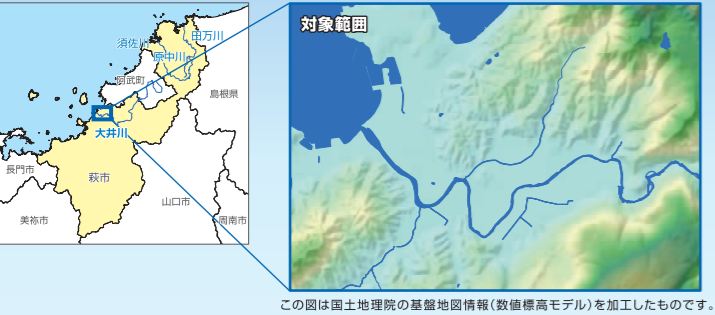 対象範囲
須佐川
田万川
原中川
阿武町
島根県
大井川
長門市
萩市
山口市
美祢市
周南市
この図は国土地理院の基盤地図情報(数値標高モデル)を加工したものです。